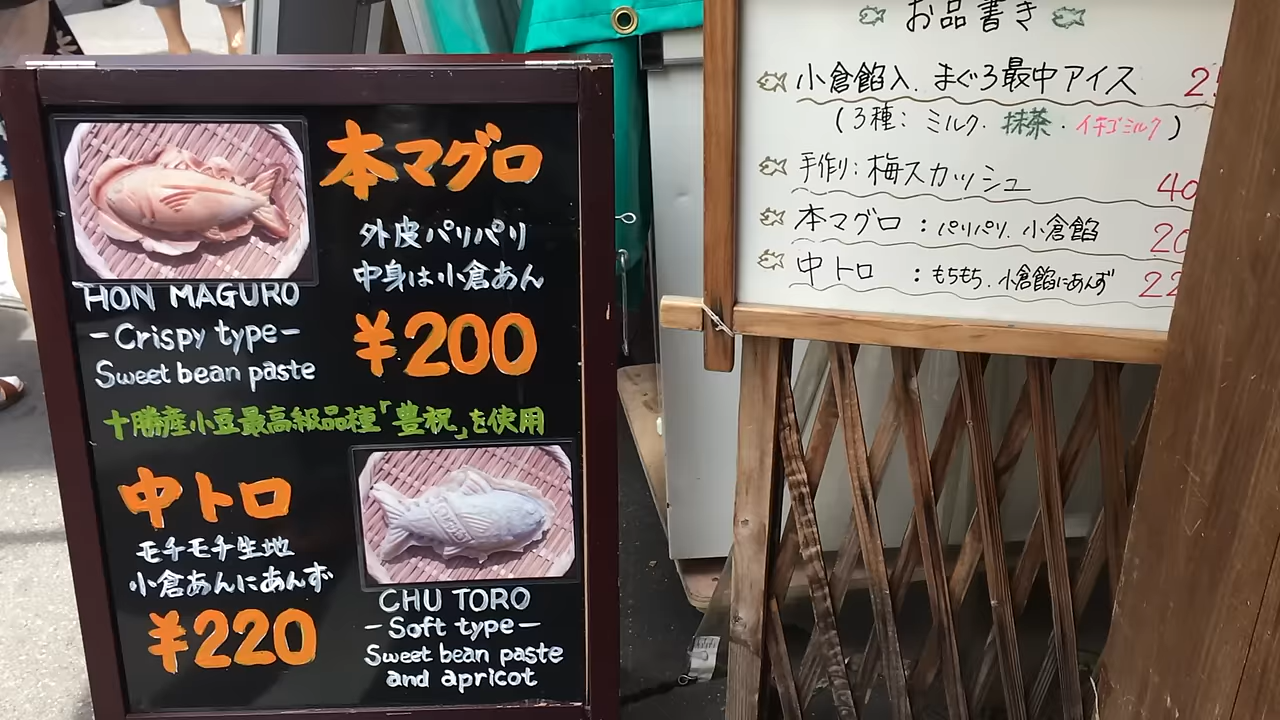 本マグロ
外皮パリパリ
中身は小倉あん
¥200
HON MAGURO
-Crispy type-
Sweet bean paste
十勝産小豆最高級品種「豊祝」を使用
中トロ
モチモチ生地
小倉あんにあんず
¥220
CHU TORO
-Soft type-
Sweet bean paste
and apricot
お品書き
小倉餡入 まぐろ最中アイス 2
(3種: ミルク・抹茶・イチゴミルク)
手作り:梅スカッシュ 40
本マグロ:パリパリ.小倉餡 20
中トロ:もちもち.小倉餡にあんず 22